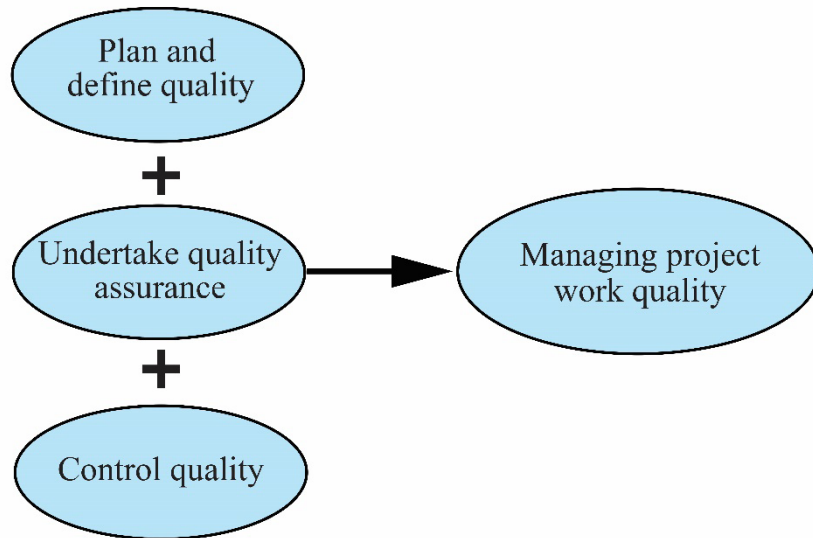 Plan and
define quality
+
Undertake quality
assurance
+
Control quality
Managing project
work quality